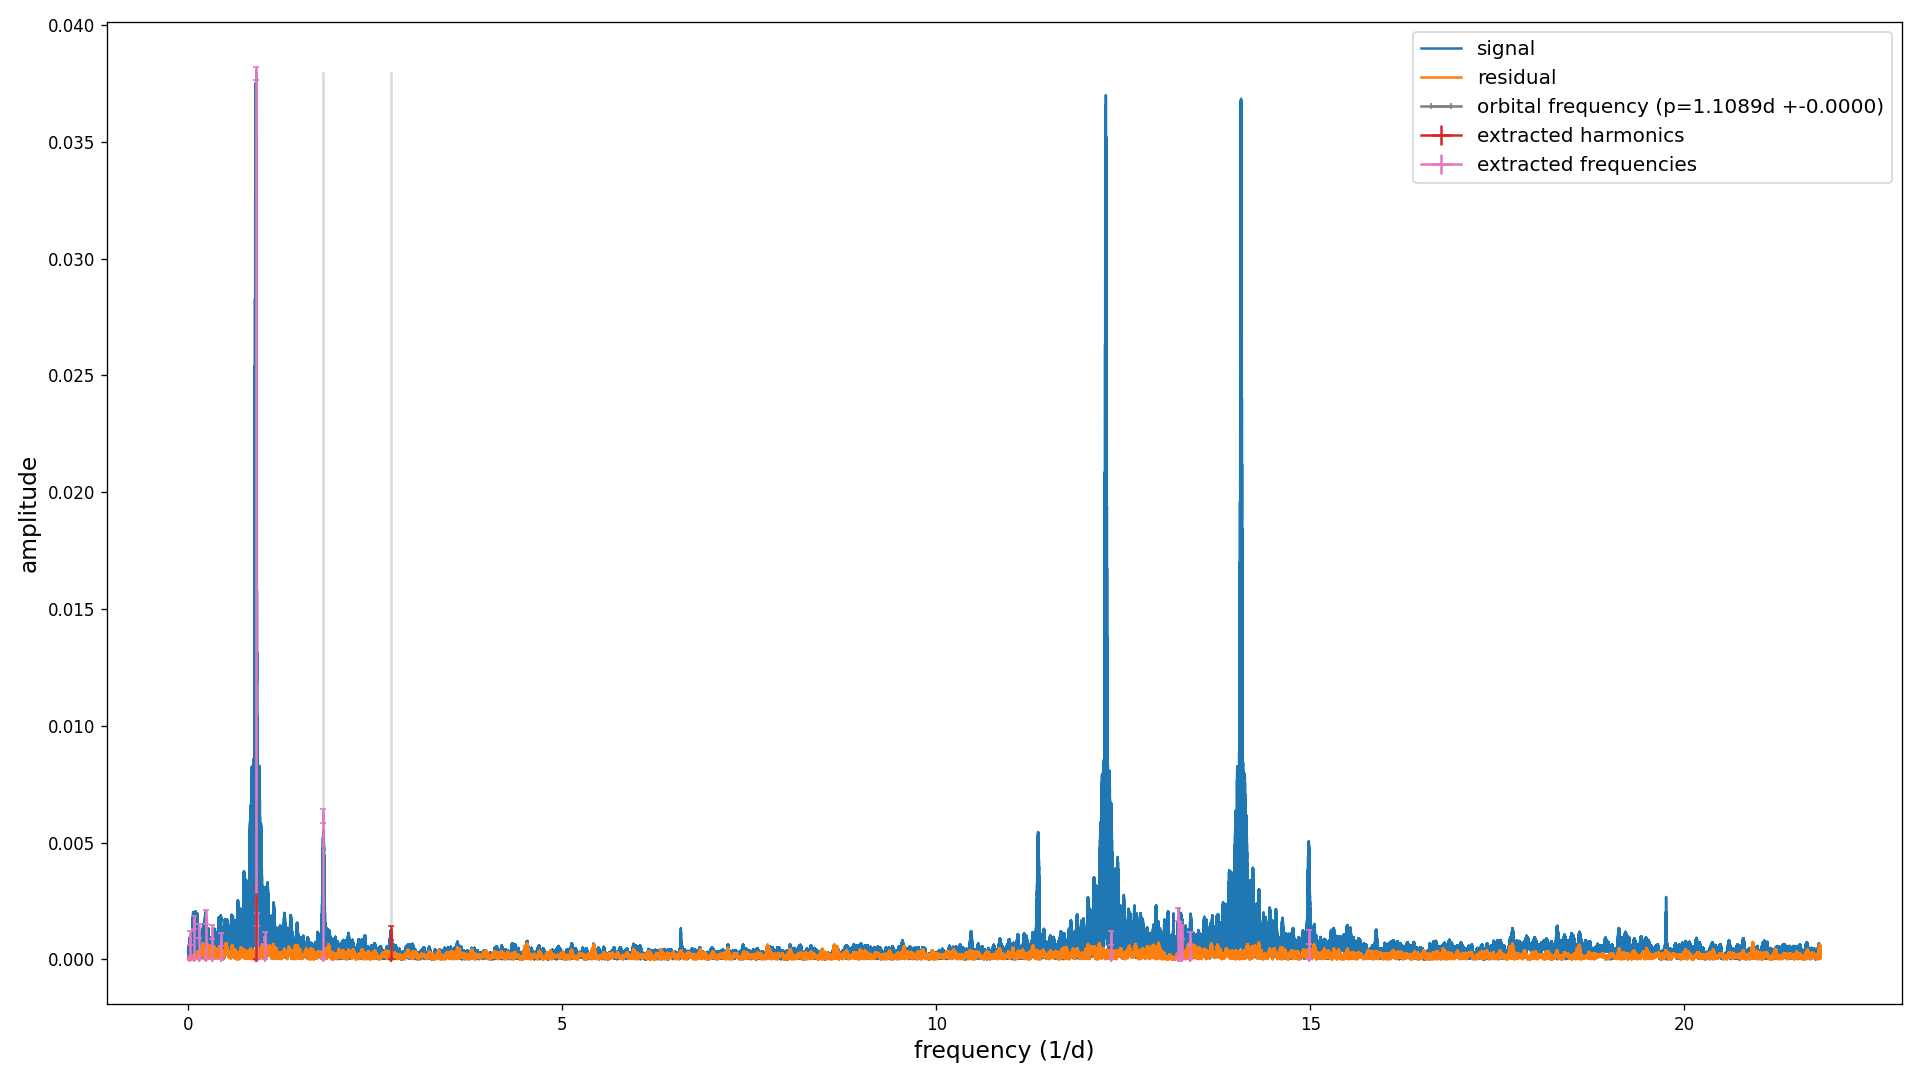 0.040
0.035
0.030
0.025
0.020
0.015
0.010
0.005
0.000
amplitude
0
5
10
15
20
frequency (1/d)
signal
residual
orbital frequency (p=1.1089d +-0.0000)
extracted harmonics
extracted frequencies